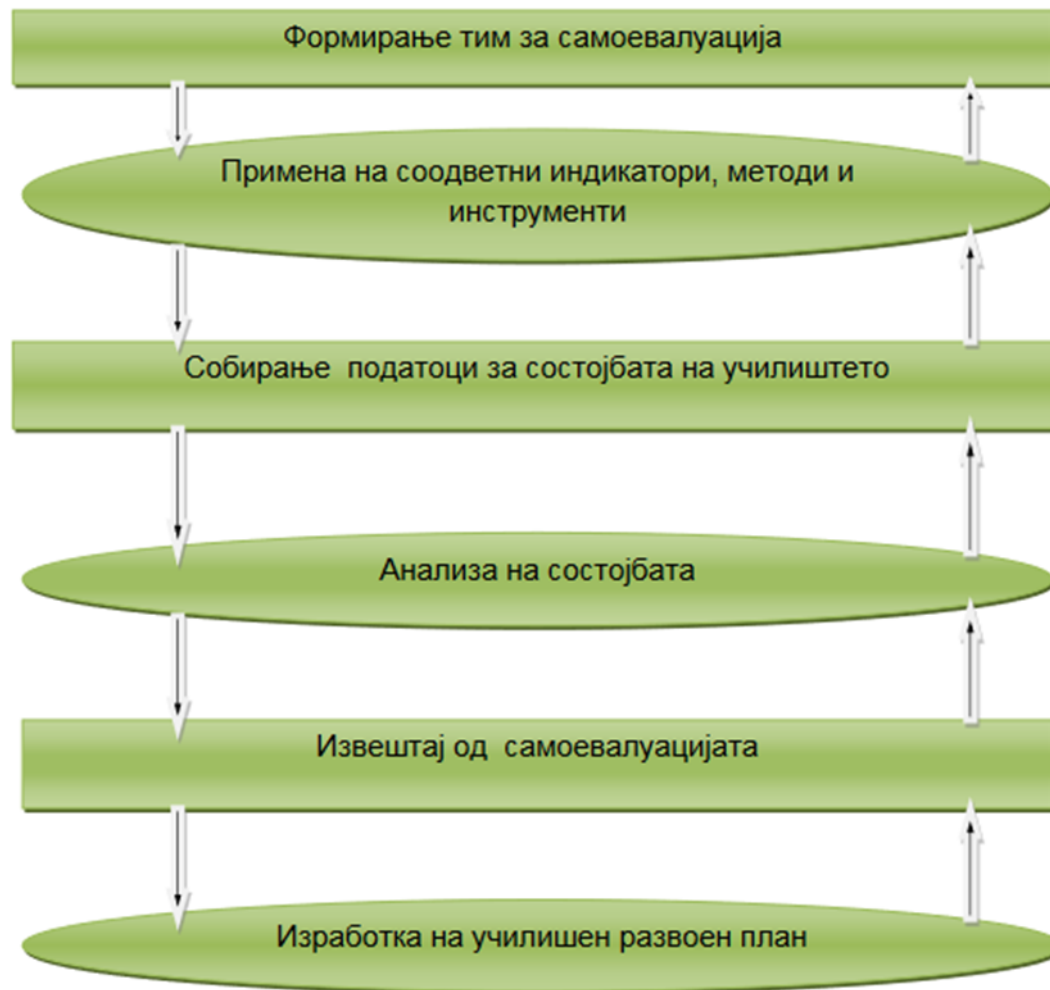 Формирање тим за самоевалуација
Примена на соодветни индикатори, методи и
инструменти
Собирање  податоци за состојбата на училиштето
Анализа на состојбата
Извештај од  самоевалуацијата
Изработка на училишен развоен план